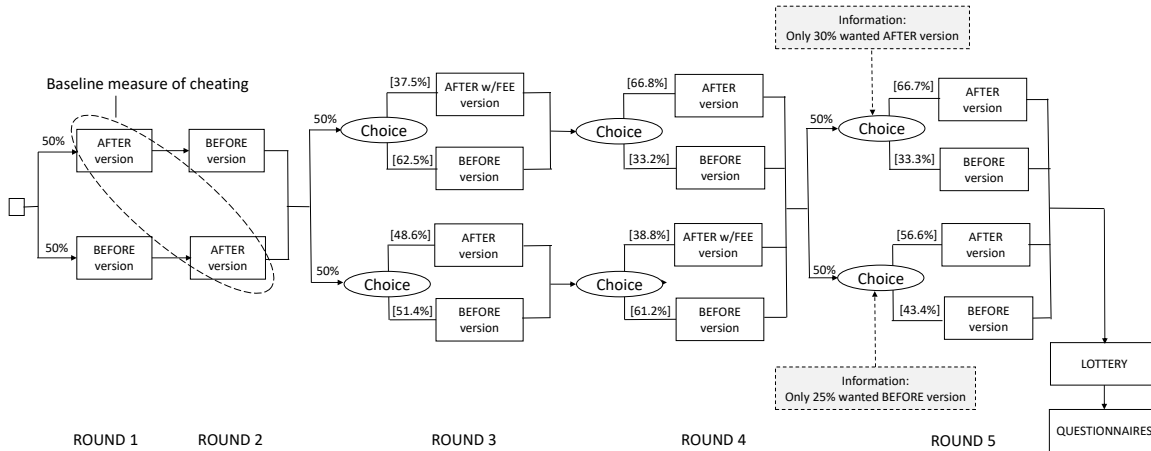 Baseline measure of cheating
50%
AFTER
version
BEFORE
version
50%
BEFORE
version
AFTER
version
50%
Choice
[37.5%]
AFTER w/FEE
version
[62.5%]
BEFORE
version
50%
Choice
[48.6%]
AFTER
version
[51.4%]
BEFORE
version
Choice
[66.8%]
AFTER
version
[33.2%]
BEFORE
version
Choice
[38.8%]
AFTER w/FEE
version
[61.2%]
BEFORE
version
Information:
Only 30% wanted AFTER version
50%
Choice
[66.7%]
AFTER
version
[33.3%]
BEFORE
version
50%
Choice
[56.6%]
AFTER
version
[43.4%]
BEFORE
version
Information:
Only 25% wanted BEFORE version
LOTTERY
QUESTIONNAIRES
ROUND 1
ROUND 2
ROUND 3
ROUND 4
ROUND 5